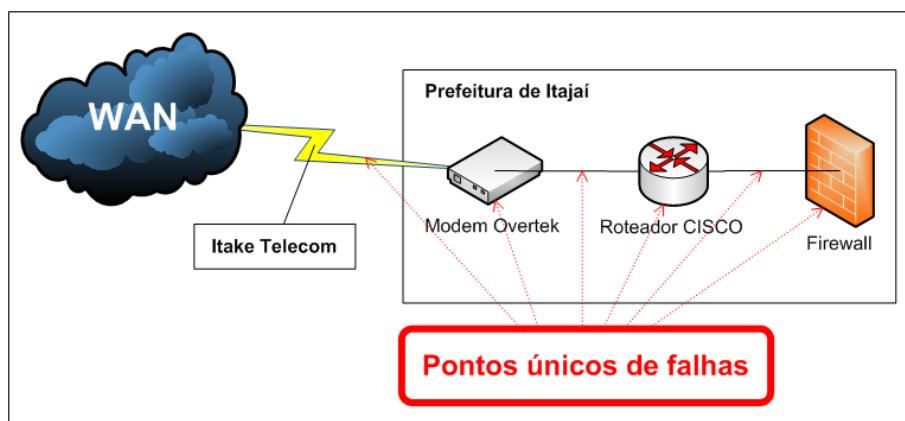 WAN
Prefeitura de Itajaí
Modem Overtek
Roteador CISCO
Firewall
Itake Telecom
Pontos únicos de falhas